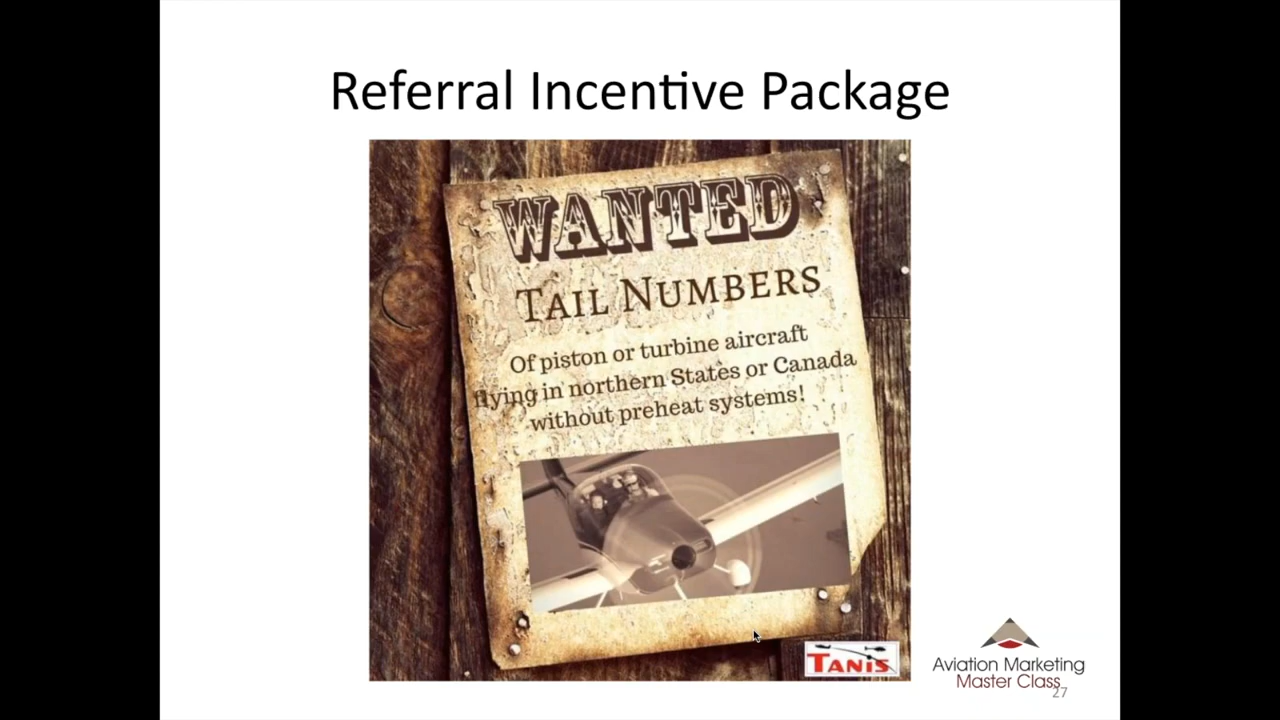 Referral Incentive Package
WANTED
TAIL NUMBERS
Of piston or turbine aircraft
flying in northern States or Canada
without preheat systems!
TANIS
Aviation Marketing
Master Class
27